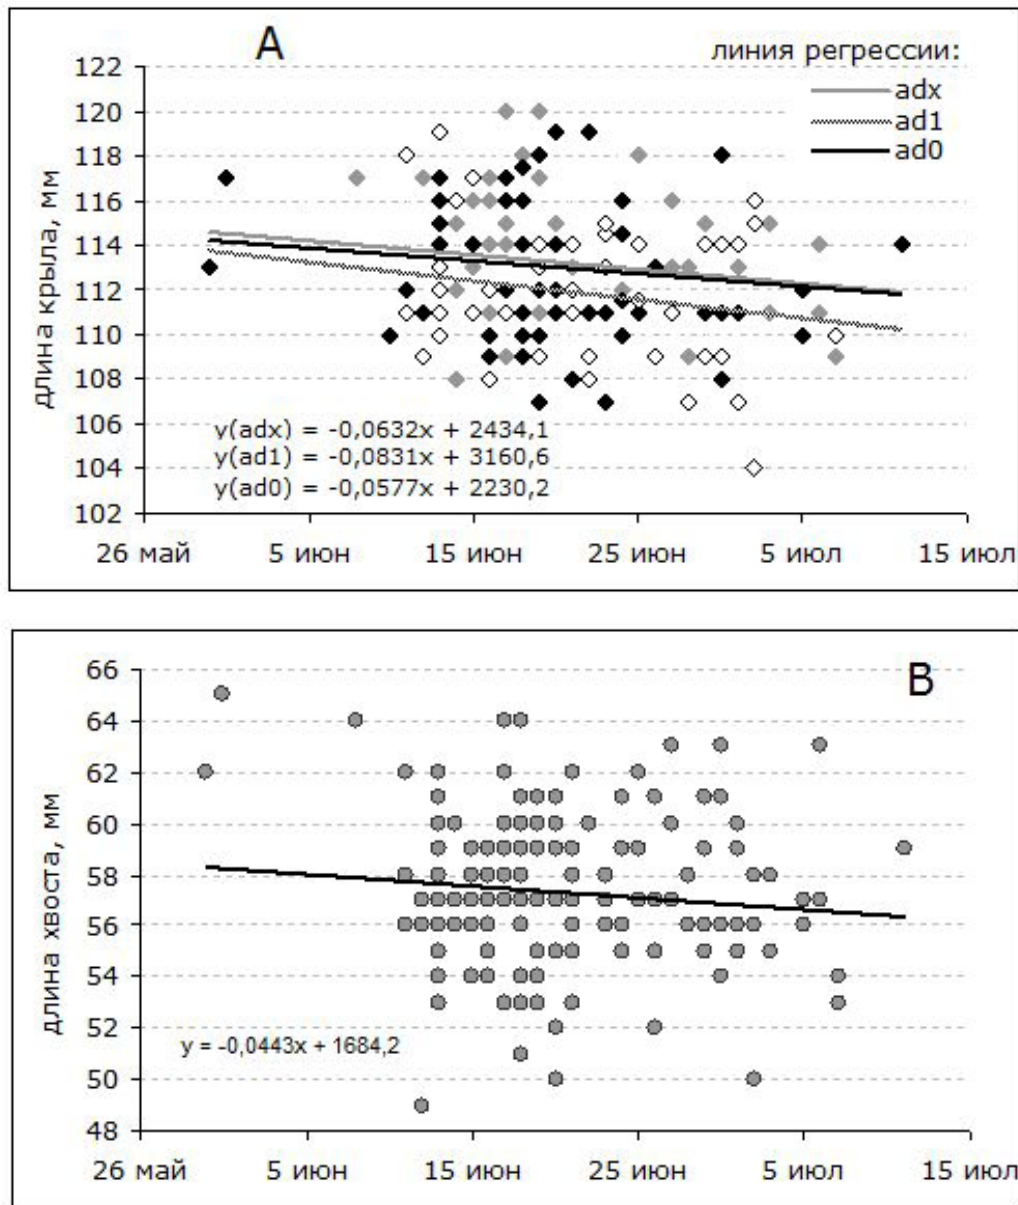 A
линия регрессии:
adx
ad1
ad0
длина крыла, мм
122
120
118
116
114
112
110
108
106
104
102
y(adx) = -0,0632x + 2434,1
y(ad1) = -0,0831x + 3160,6
y(ad0) = -0,0577x + 2230,2
26 май 5 июн 15 июн 25 июн 5 июл 15 июл
B
длина хвоста, мм
66
64
62
60
58
56
54
52
50
48
y = -0,0443x + 1684,2
26 май 5 июн 15 июн 25 июн 5 июл 15 июл